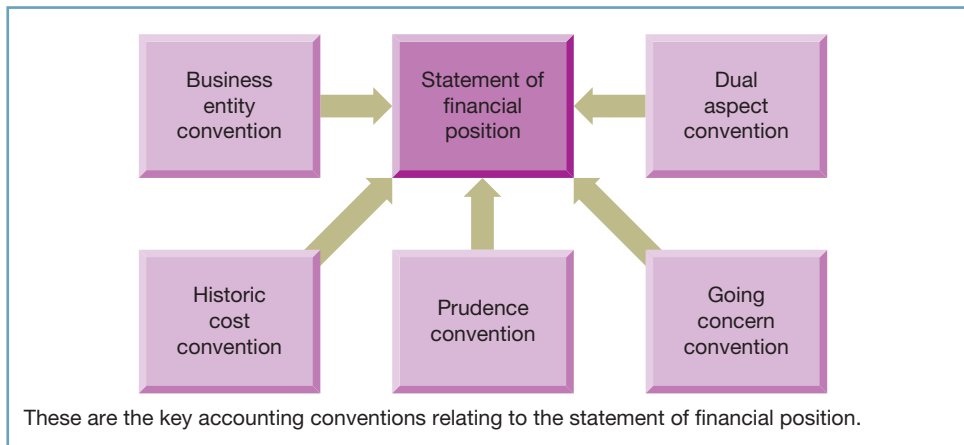 Business
entity
convention
Statement of
financial
position
Dual
aspect
convention
Historic
cost
convention
Prudence
convention
Going
concern
convention
These are the key accounting conventions relating to the statement of financial position.